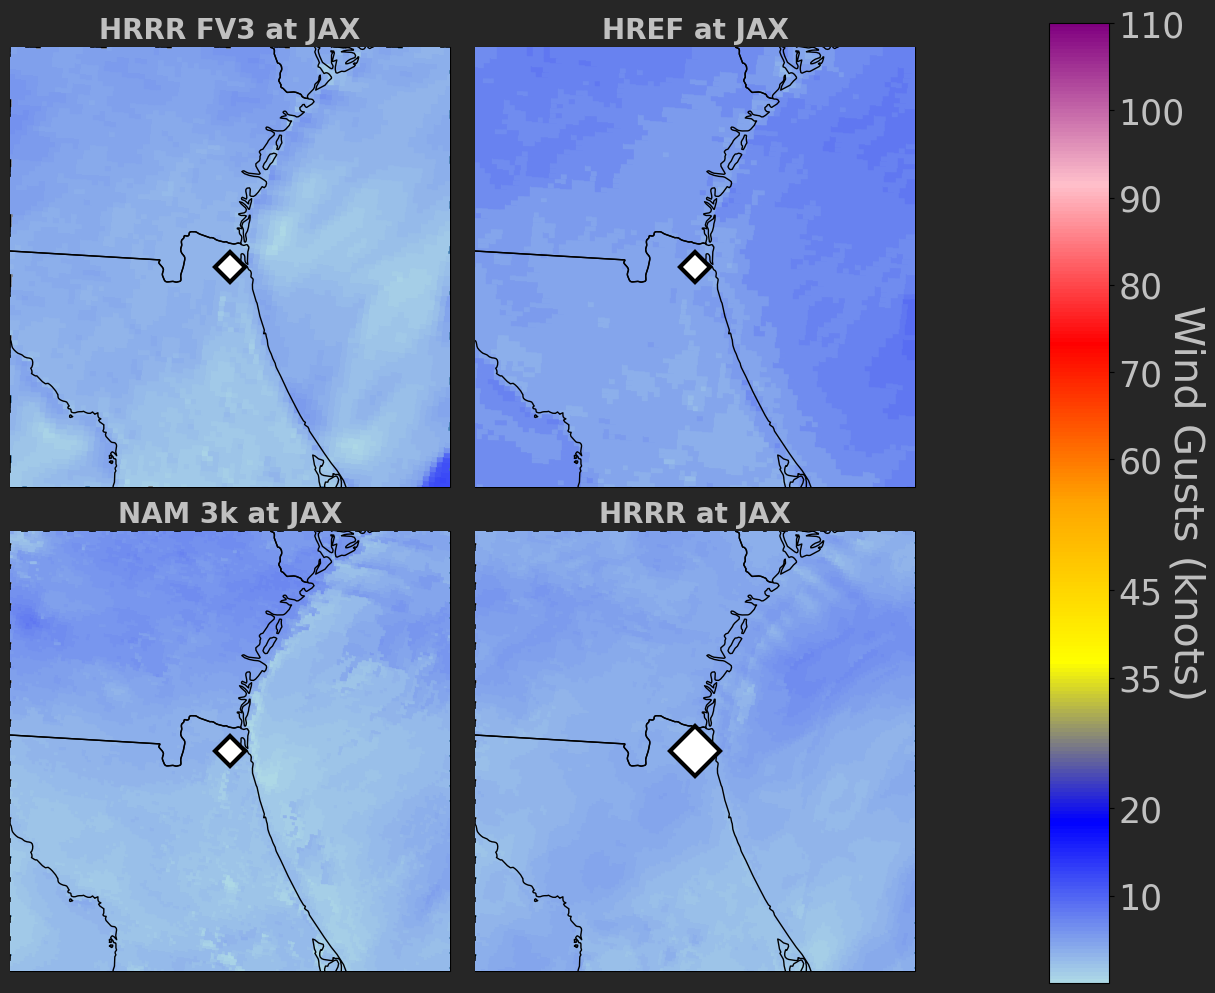 HRRR FV3 at JAX
HREF at JAX
NAM 3k at JAX
HRRR at JAX
110
100
90
80
70
60
45
35
20
10
Wind Gusts (knots)